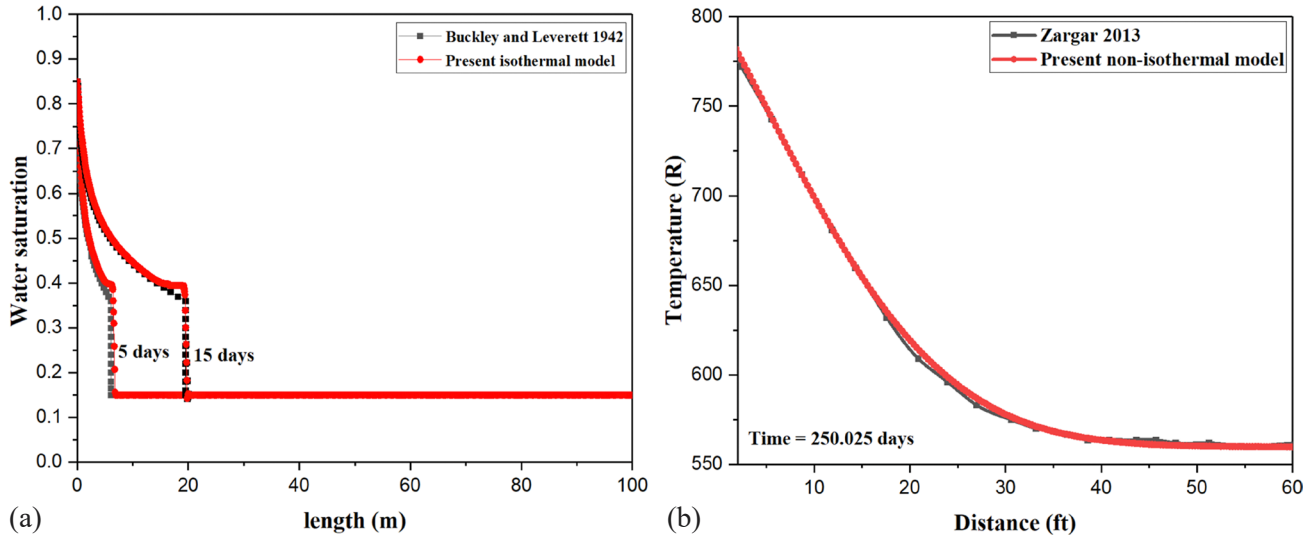 1.0
0.9
0.8
0.7
0.6
0.5
0.4
0.3
0.2
0.1
0.0
Water saturation
Buckley and Leverett 1942
Present isothermal model
5 days
15 days
0 20 40 60 80 100
length (m)
(a)
800
750
700
650
600
550
Temperature (R)
Zargar 2013
Present non-isothermal model
Time = 250.025 days
10 20 30 40 50 60
Distance (ft)
(b)